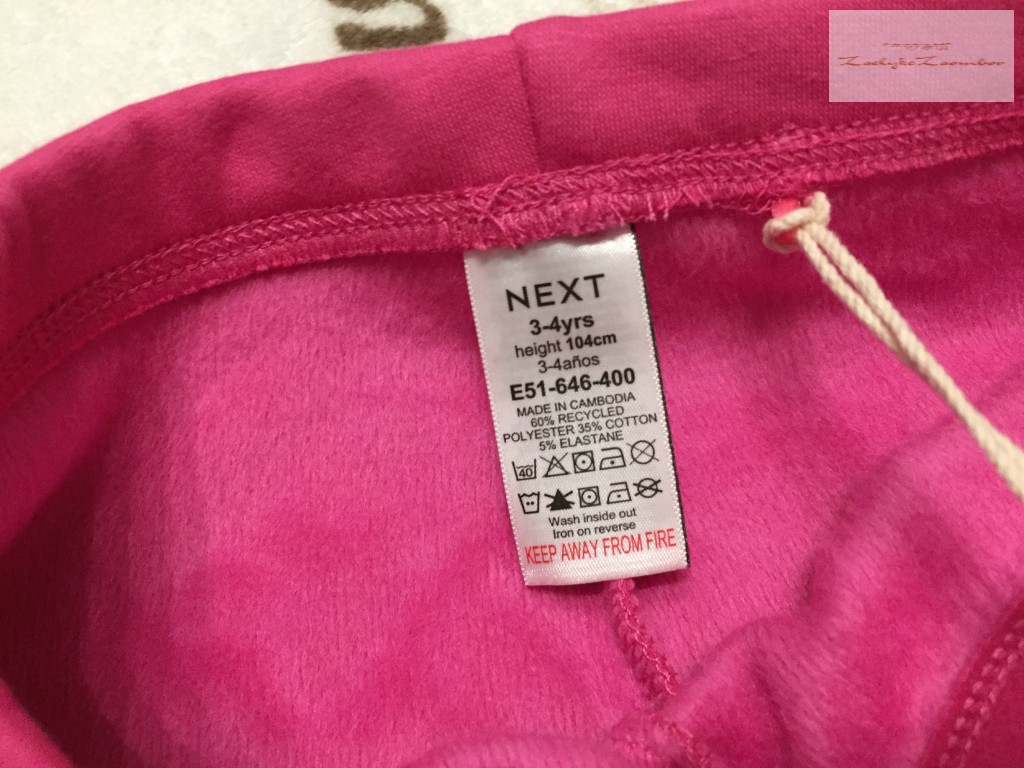 NEXT
3-4yrs
height 104cm
3-4años
E51-646-400
MADE IN CAMBODIA
60% RECYCLED
POLYESTER 35% COTTON
5% ELASTANE
40
Wash inside out
Iron on reverse
KEEP AWAY FROM FIRE